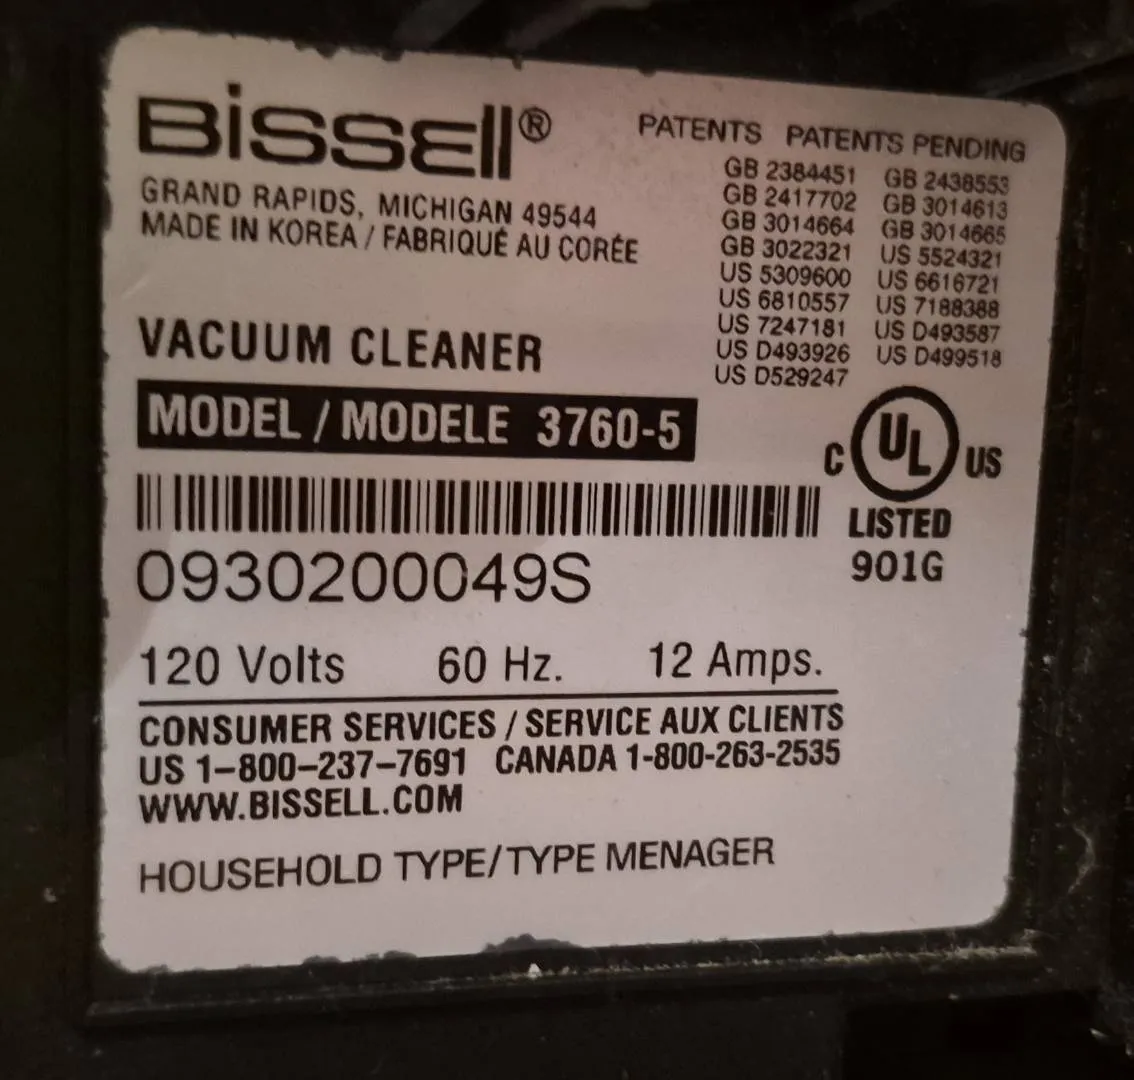 BISSELL®
GRAND RAPIDS, MICHIGAN 49544
MADE IN KOREA / FABRIQUÉ AU CORÉE
PATENTS PATENTS PENDING
GB 2384451 GB 2438553
GB 2417702 GB 3014613
GB 3014664 GB 3014665
GB 3022321 US 5524321
US 5309600 US 6616721
US 6810557 US 7188388
US 7247181 US D493587
US D493926 US D499518
US D529247
VACUUM CLEANER
MODEL / MODELE 3760-5
C UL US
LISTED
901G
0930200049S
120 Volts 60 Hz. 12 Amps.
CONSUMER SERVICES / SERVICE AUX CLIENTS
US 1-800-237-7691 CANADA 1-800-263-2535
WWW.BISSELL.COM
HOUSEHOLD TYPE/TYPE MENAGER